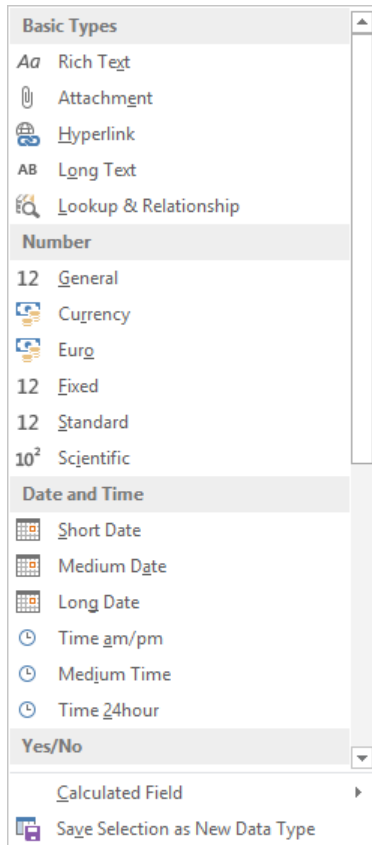 Basic Types
Aa Rich Text
Attachment
Hyperlink
AB Long Text
Lookup & Relationship
Number
12 General
Currency
Euro
12 Fixed
12 Standard
10² Scientific
Date and Time
Short Date
Medium Date
Long Date
Time am/pm
Medium Time
Time 24hour
Yes/No
Calculated Field
Save Selection as New Data Type